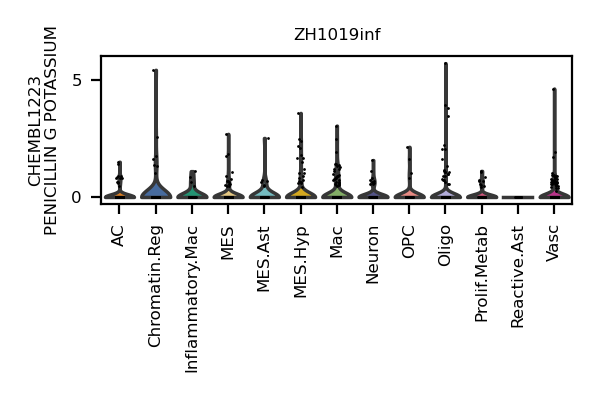 ZH1019inf
CHEMBL1223
PENICILLIN G POTASSIUM
5
0
AC
Chromatin.Reg
Inflammatory.Mac
MES
MES.Ast
MES.Hyp
Mac
Neuron
OPC
Oligo
Prolif.Metab
Reactive.Ast
Vasc